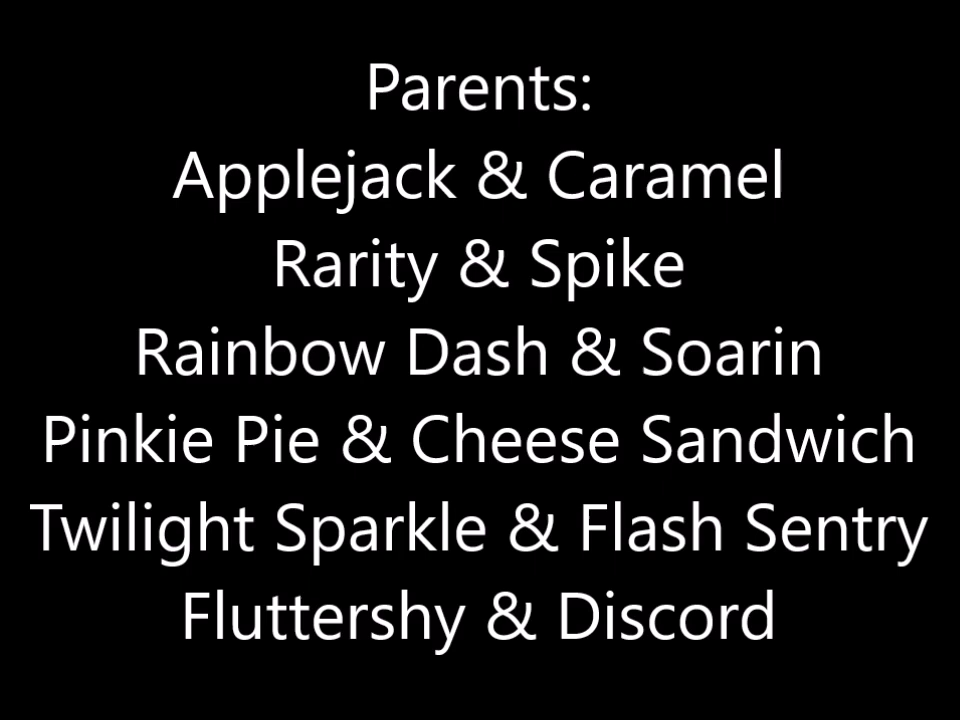 Parents:
Applejack & Caramel
Rarity & Spike
Rainbow Dash & Soarin
Pinkie Pie & Cheese Sandwich
Twilight Sparkle & Flash Sentry
Fluttershy & Discord